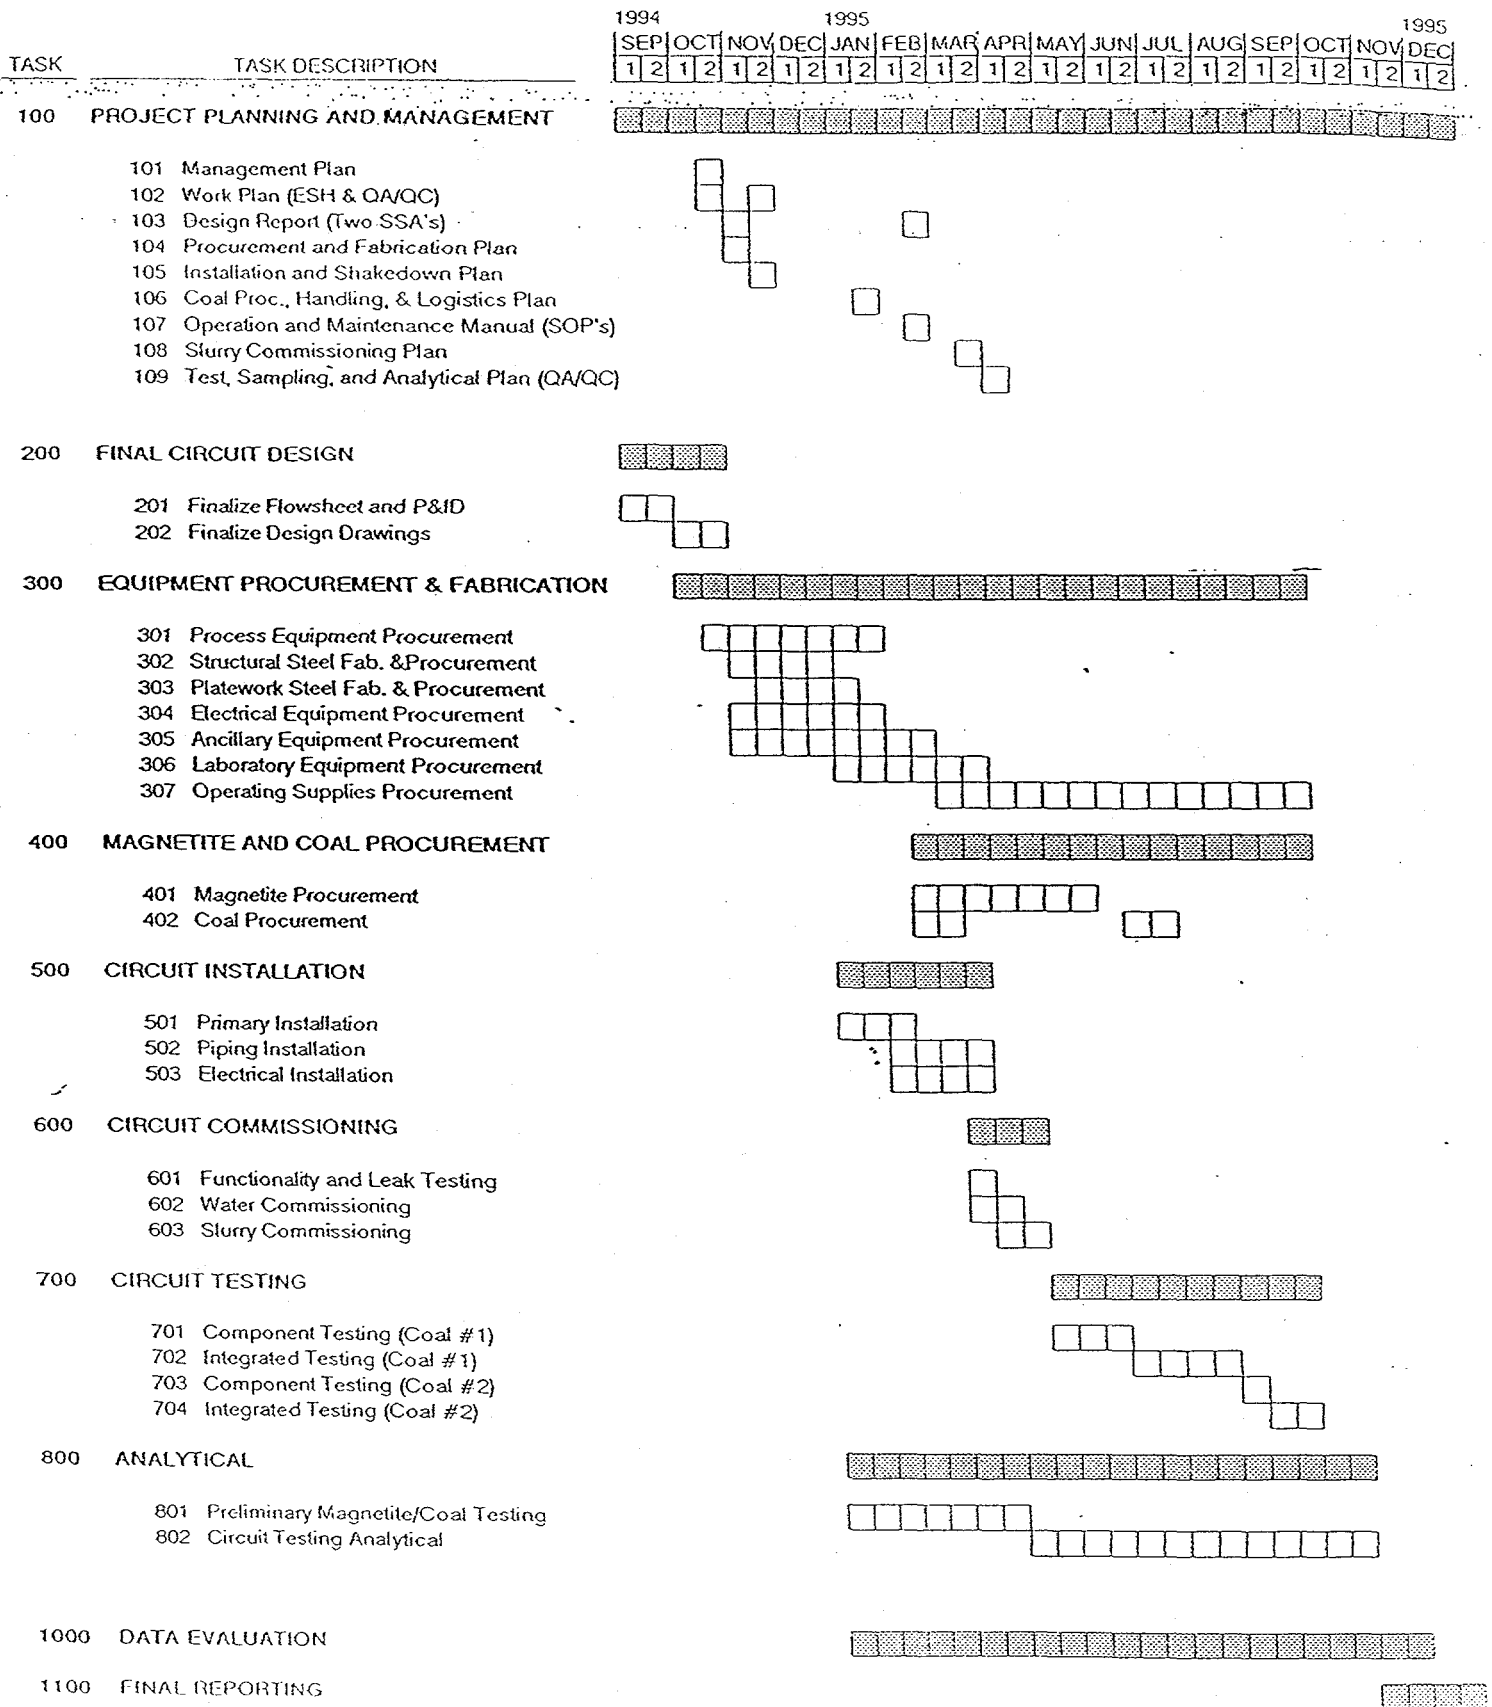 1994 1995 1995
SEP OCT NOV DEC JAN FEB MAR APR MAY JUN JUL AUG SEP OCT NOV DEC
TASK TASK DESCRIPTION 1 2 1 2 1 2 1 2 1 2 1 2 1 2 1 2 1 2 1 2 1 2 1 2 1 2 1 2 1 2 1 2
100 PROJECT PLANNING AND MANAGEMENT
101 Management Plan
102 Work Plan (ESH & QA/QC)
103 Design Report (Two SSA's)
104 Procurement and Fabrication Plan
105 Installation and Shakedown Plan
106 Coal Proc., Handling, & Logistics Plan
107 Operation and Maintenance Manual (SOP's)
108 Slurry Commissioning Plan
109 Test, Sampling, and Analytical Plan (QA/QC)
200 FINAL CIRCUIT DESIGN
201 Finalize Flowsheet and P&ID
202 Finalize Design Drawings
300 EQUIPMENT PROCUREMENT & FABRICATION
301 Process Equipment Procurement
302 Structural Steel Fab. &Procurement
303 Platework Steel Fab. & Procurement
304 Electrical Equipment Procurement
305 Ancillary Equipment Procurement
306 Laboratory Equipment Procurement
307 Operating Supplies Procurement
400 MAGNETITE AND COAL PROCUREMENT
401 Magnetite Procurement
402 Coal Procurement
500 CIRCUIT INSTALLATION
501 Primary Installation
502 Piping Installation
503 Electrical Installation
600 CIRCUIT COMMISSIONING
601 Functionality and Leak Testing
602 Water Commissioning
603 Slurry Commissioning
700 CIRCUIT TESTING
701 Component Testing (Coal #1)
702 Integrated Testing (Coal #1)
703 Component Testing (Coal #2)
704 Integrated Testing (Coal #2)
800 ANALYTICAL
801 Preliminary Magnetite/Coal Testing
802 Circuit Testing Analytical
1000 DATA EVALUATION
1100 FINAL REPORTING